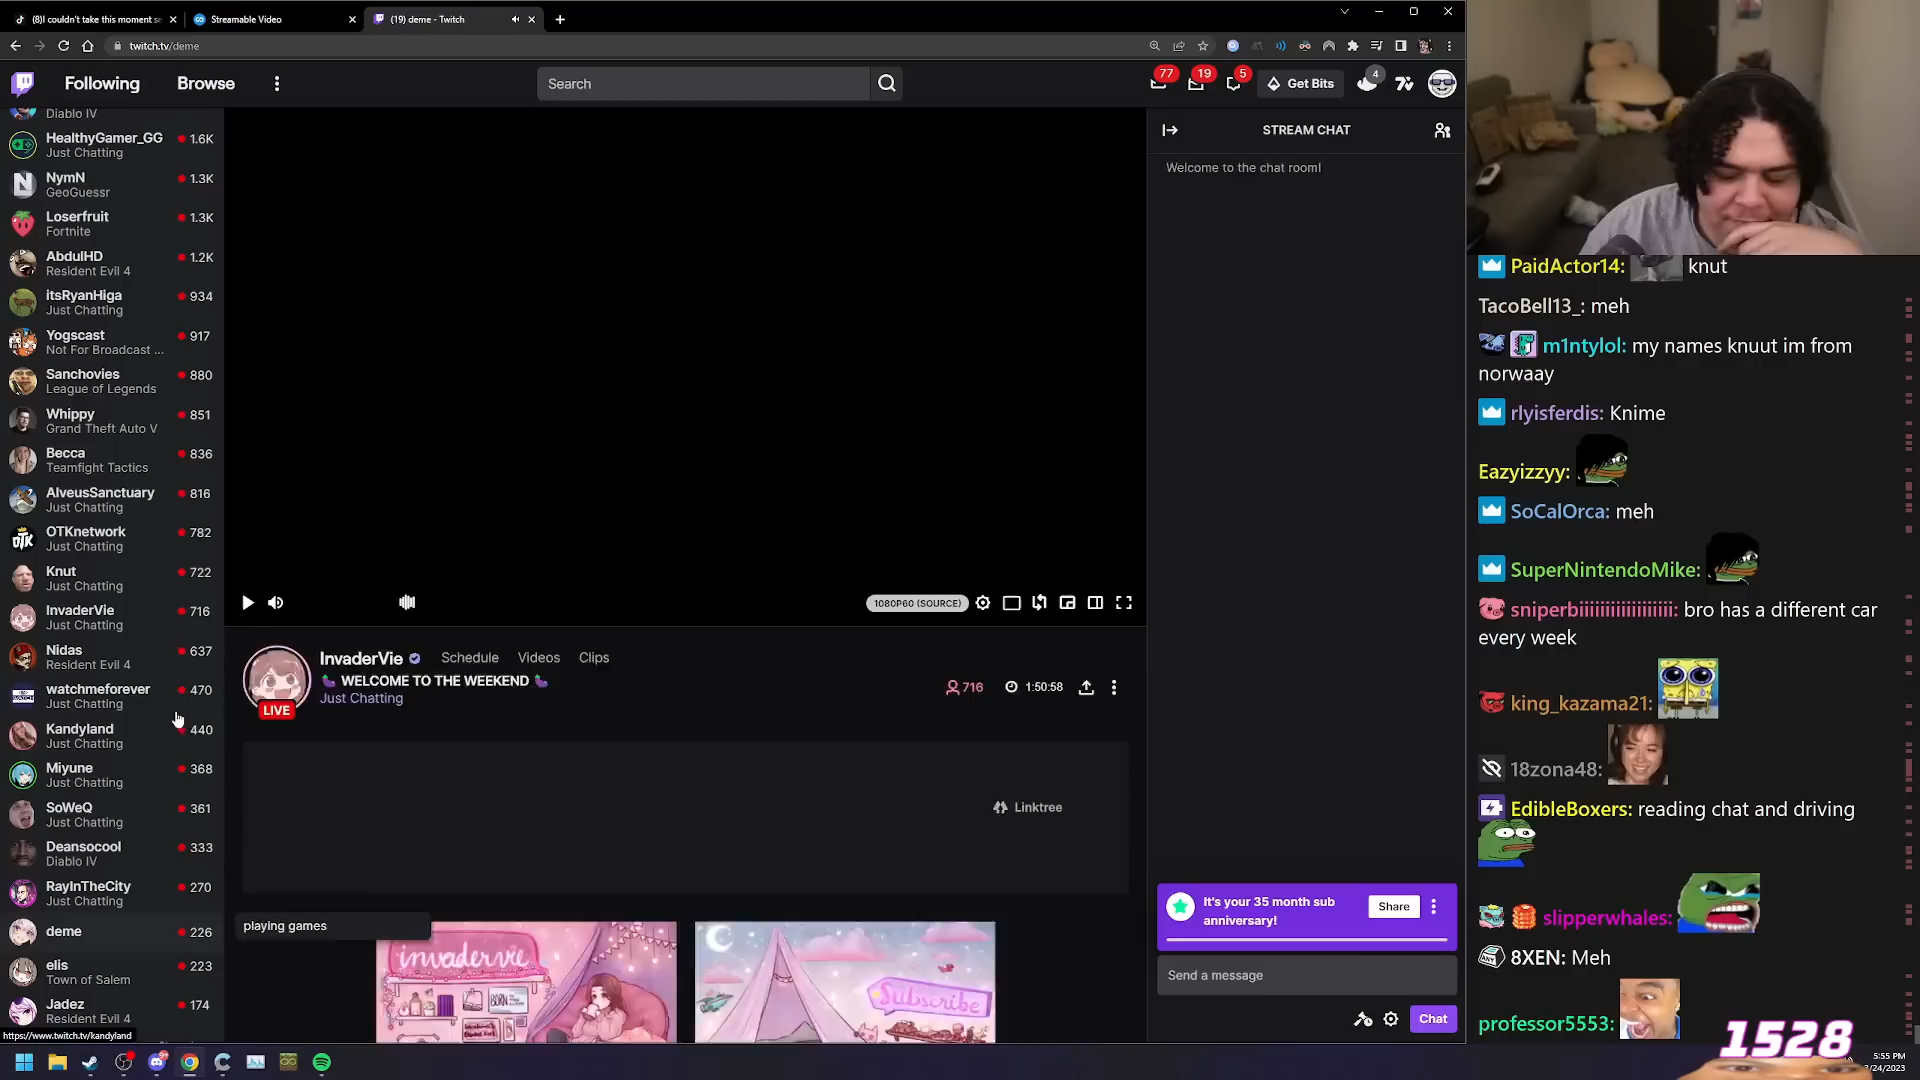 (8)I couldn't take this moment se
Streamable Video
(19) deme - Twitch
twitch.tv/deme
Following
Browse
Search
77
19
5
Get Bits
4
Diablo IV
HealthyGamer_GG
1.6K
Just Chatting
NymN
1.3K
GeoGuessr
Loserfruit
1.3K
Fortnite
AbdulHD
1.2K
Resident Evil 4
itsRyanHiga
934
Just Chatting
Yogscast
917
Not For Broadcast ...
Sanchovies
880
League of Legends
Whippy
851
Grand Theft Auto V
Becca
836
Teamfight Tactics
AlveusSanctuary
816
Just Chatting
OTKnetwork
782
Just Chatting
Knut
722
Just Chatting
InvaderVie
716
Just Chatting
Nidas
637
Resident Evil 4
watchmeforever
470
Just Chatting
Kandyland
440
Just Chatting
Miyune
368
Just Chatting
SoWeQ
361
Just Chatting
Deansocool
333
Diablo IV
RayInTheCity
270
Just Chatting
deme
226
elis
223
Town of Salem
Jadez
174
Resident Evil 4
https://www.twitch.tv/kandyland
1080P60 (SOURCE)
InvaderVie
Schedule
Videos
Clips
WELCOME TO THE WEEKEND
Just Chatting
LIVE
716
1:50:58
Linktree
playing games
invadervie
BORN
Subscribe
STREAM CHAT
Welcome to the chat room!
It's your 35 month sub
anniversary!
Share
Send a message
Chat
PaidActor14: knut
TacoBell13_: meh
m1ntylol: my names knuut im from
norwaay
rlyisferdis: Knime
Eazyizzyy:
SoCalOrca: meh
SuperNintendoMike:
sniperbiiiiiiiiiiiiiiiiii: bro has a different car
every week
king_kazama21:
18zona48:
EdibleBoxers: reading chat and driving
slipperwhales:
8XEN: Meh
professor5553:
1528
5:55 PM
/24/2023